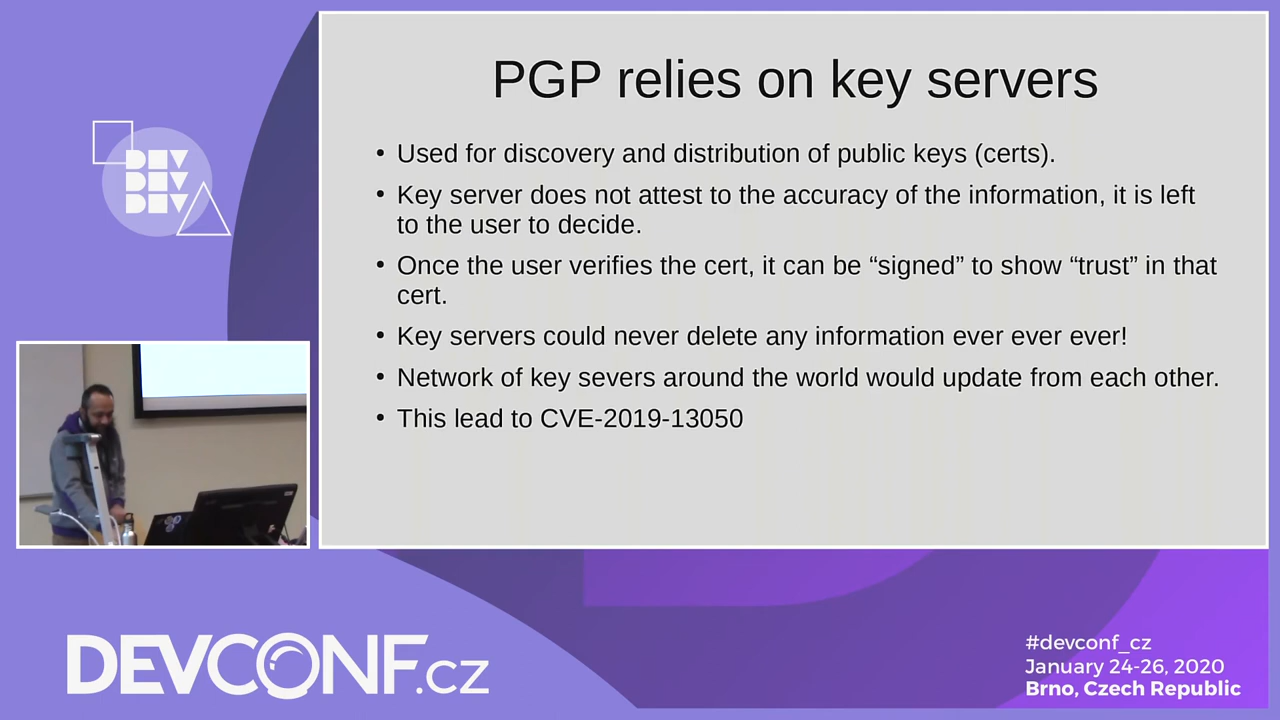 PGP relies on key servers
• Used for discovery and distribution of public keys (certs).
• Key server does not attest to the accuracy of the information, it is left
to the user to decide.
• Once the user verifies the cert, it can be “signed” to show “trust” in that
cert.
• Key servers could never delete any information ever ever ever!
• Network of key severs around the world would update from each other.
• This lead to CVE-2019-13050
DEV
DEV
DEV
DEVCONF.cz
#devconf_cz
January 24-26, 2020
Brno, Czech Republic